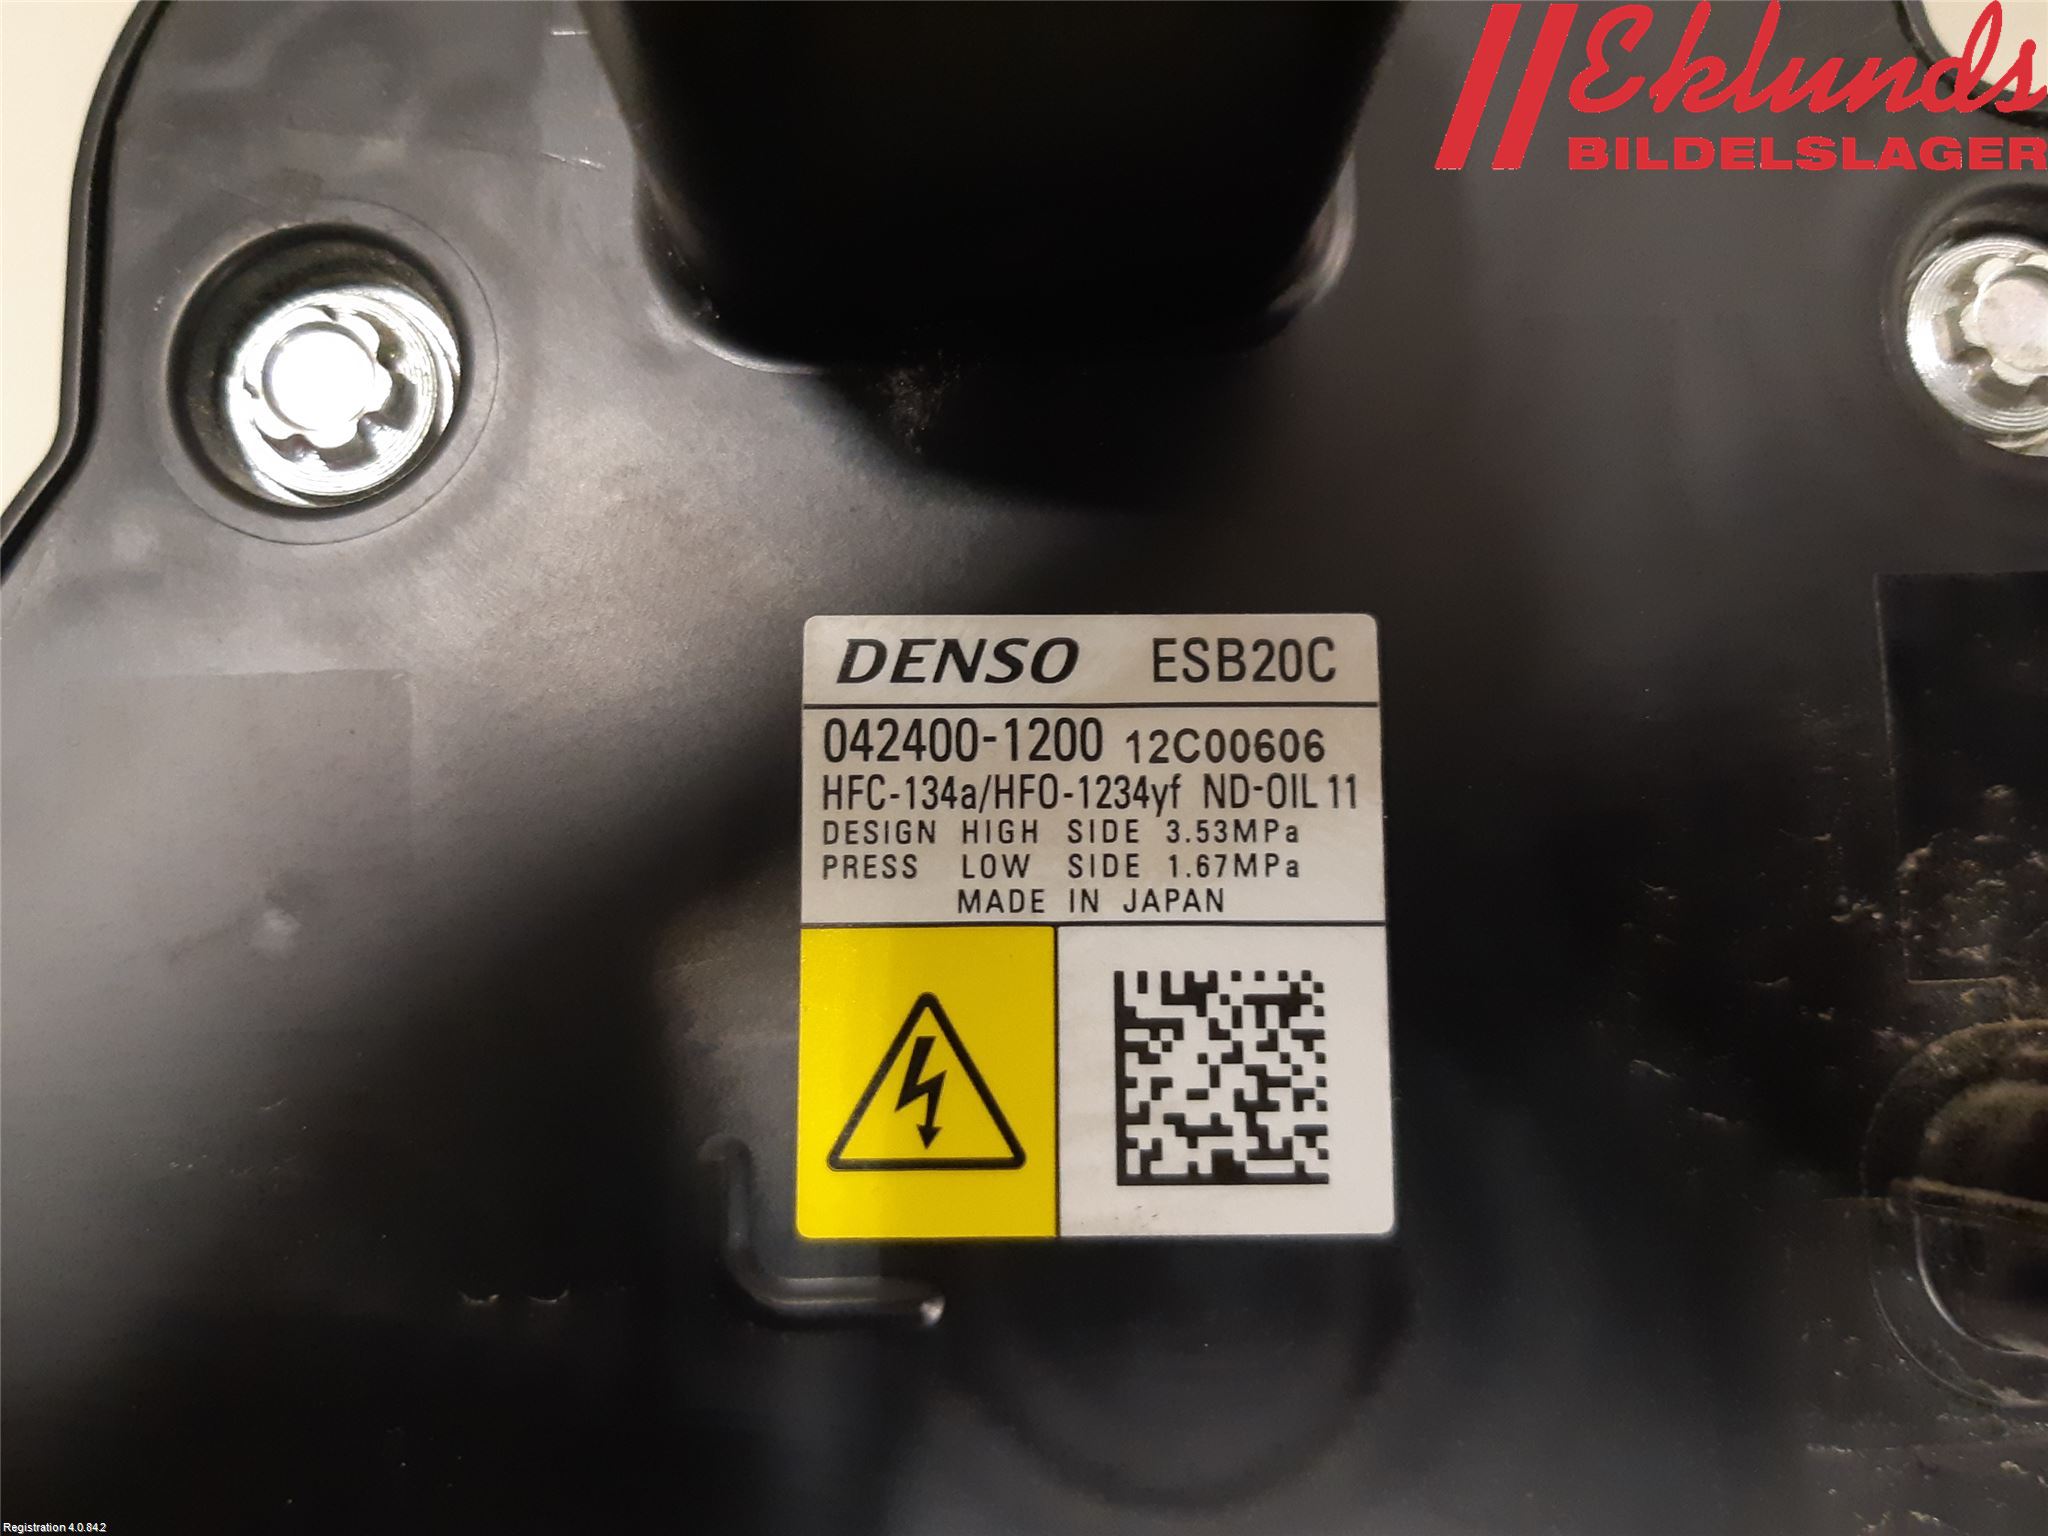 Eklunds
BILDELSLAGER
DENSO ESB20C
042400-1200 12C00606
HFC-134a/HFO-1234yf ND-OIL 11
DESIGN HIGH SIDE 3.53MPa
PRESS LOW SIDE 1.67MPa
MADE IN JAPAN
Registration 4.0.84.2